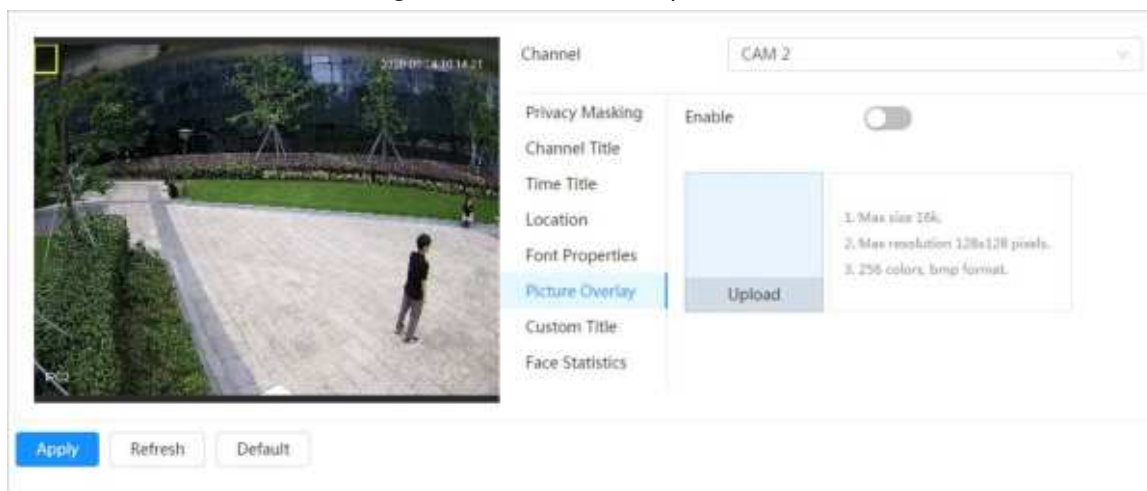 Channel
CAM 2
Privacy Masking
Enable
Channel Title
Time Title
Location
1. Max size 16k.
Font Properties
2. Max resolution 128x128 pixels.
3. 256 colors, bmp format.
Picture Overlay
Upload
Custom Title
Face Statistics
Apply
Refresh
Default